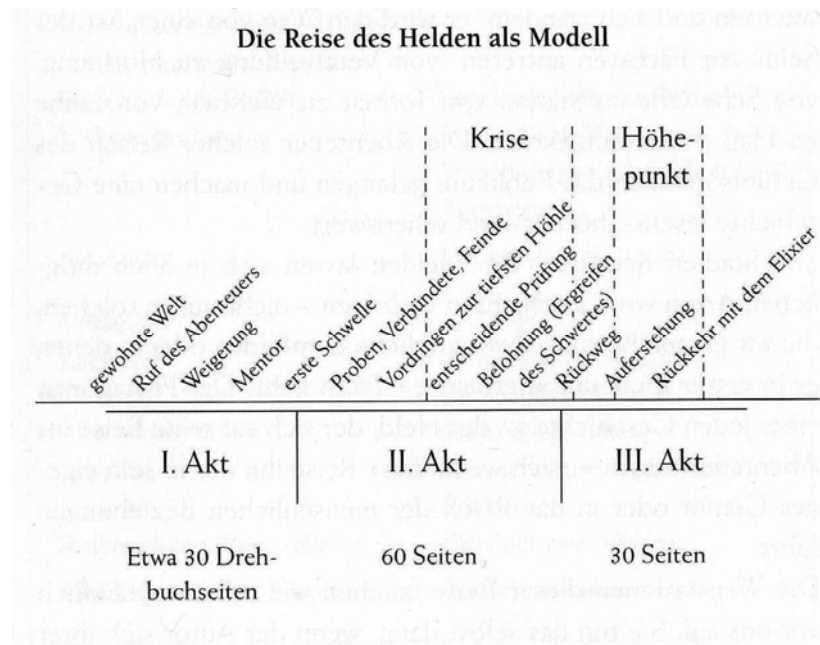 Die Reise des Helden als Modell
Krise
Höhe-
punkt
gewohnte Welt
Ruf des Abenteuers
Weigerung
Mentor
erste Schwelle
Proben, Verbündete, Feinde
Vordringen zur tiefsten Höhle
entscheidende Prüfung
Belohnung (Ergreifen
des Schwertes)
Rückweg
Auferstehung
Rückkehr mit dem Elixier
I. Akt
II. Akt
III. Akt
Etwa 30 Dreh-
buchseiten
60 Seiten
30 Seiten